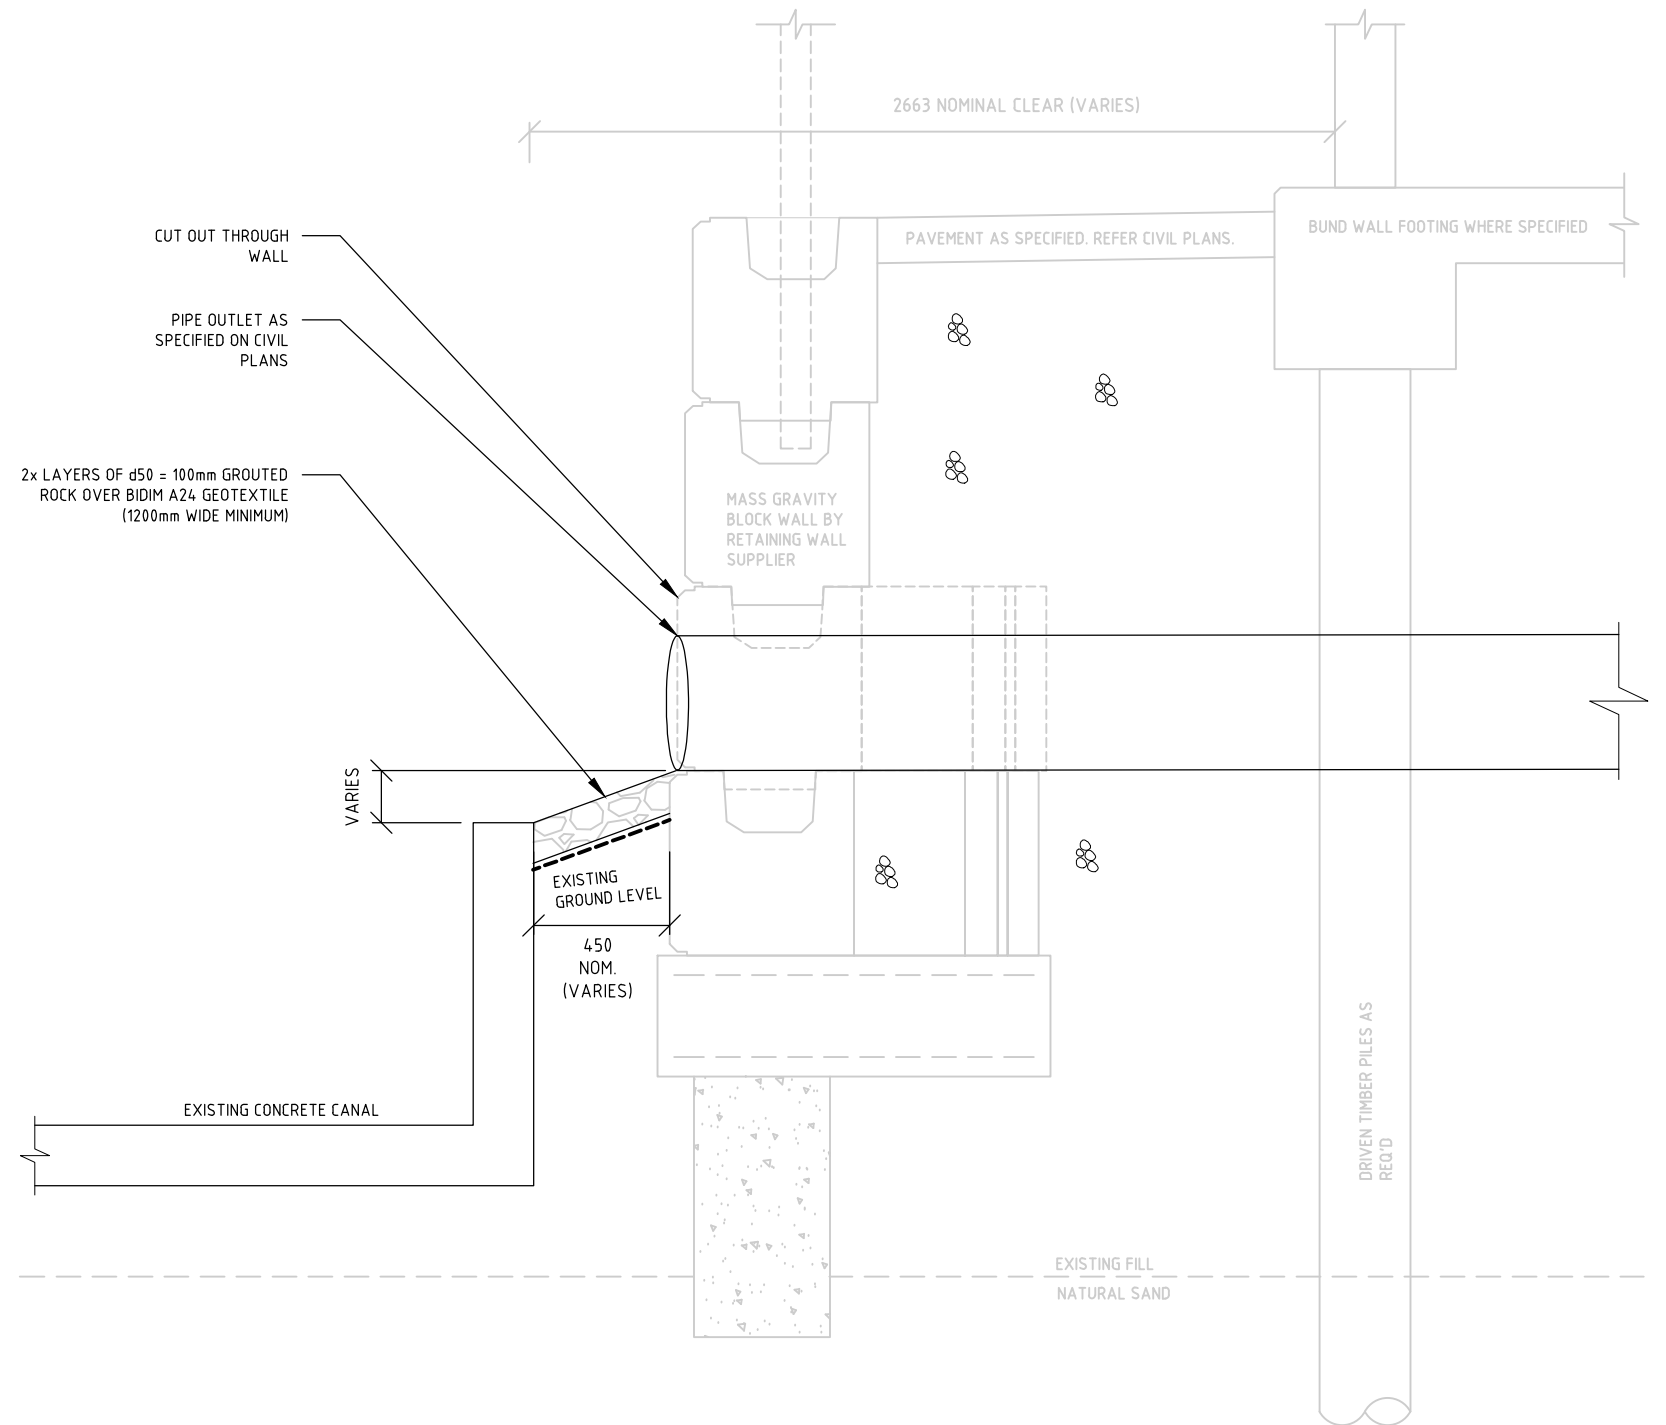 2663 NOMINAL CLEAR (VARIES)
BUND WALL FOOTING WHERE SPECIFIED
PAVEMENT AS SPECIFIED. REFER CIVIL PLANS.
CUT OUT THROUGH
WALL
PIPE OUTLET AS
SPECIFIED ON CIVIL
PLANS
2x LAYERS OF d50 = 100mm GROUTED
ROCK OVER BIDIM A24 GEOTEXTILE
(1200mm WIDE MINIMUM)
MASS GRAVITY
BLOCK WALL BY
RETAINING WALL
SUPPLIER
VARIES
EXISTING
GROUND LEVEL
450
NOM.
(VARIES)
DRIVEN TIMBER PILES AS
REQ'D
EXISTING CONCRETE CANAL
EXISTING FILL
NATURAL SAND